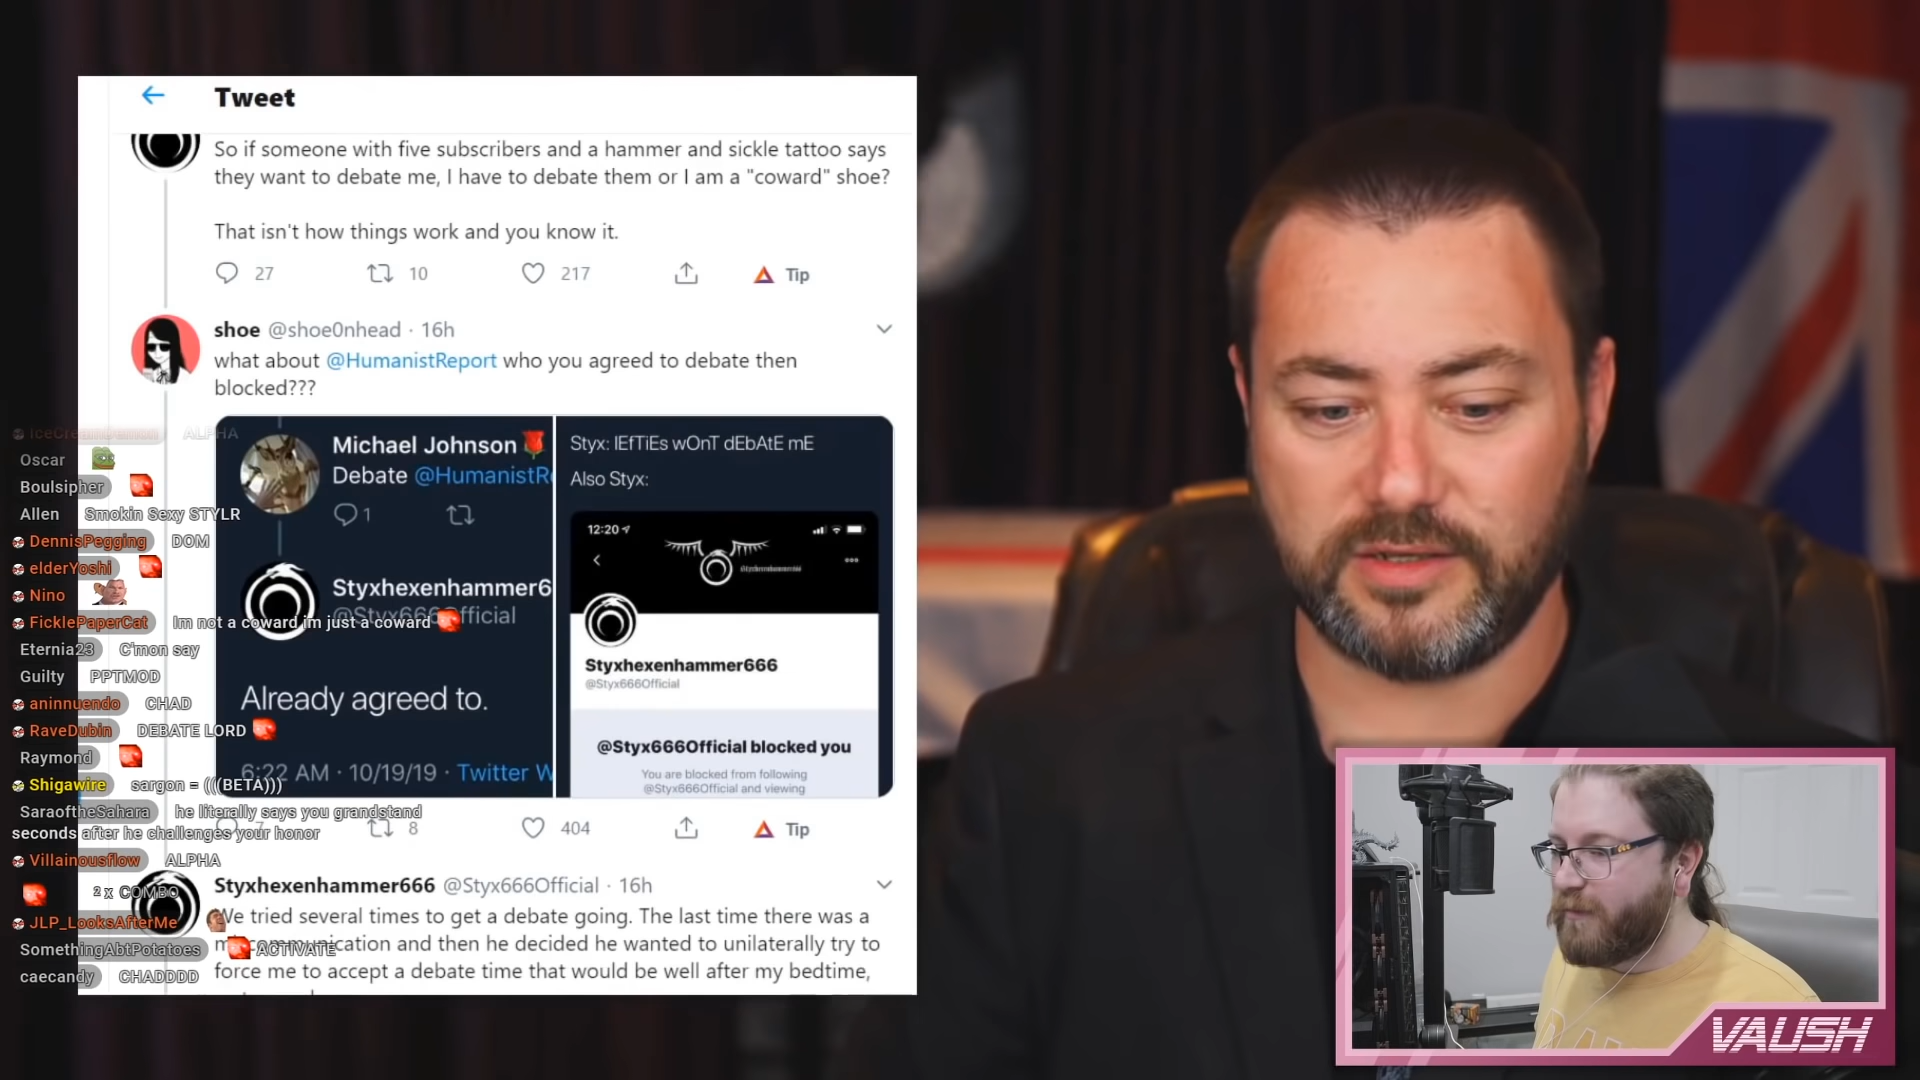 Tweet
So if someone with five subscribers and a hammer and sickle tattoo says
they want to debate me, I have to debate them or I am a "coward" shoe?
That isn't how things work and you know it.
27 10 217 Tip
shoe @shoe0nhead · 16h
what about @HumanistReport who you agreed to debate then
blocked???
Michael Johnson
Debate @HumanistR
1
Styxhexenhammer6
@Styx666Official
Already agreed to.
6:22 AM · 10/19/19 · Twitter W
Styx: lEfTiEs wOnT dEbAtE mE
Also Styx:
12:20
Styxhexenhammer666
@Styx666Official
@Styx666Official blocked you
You are blocked from following
@Styx666Official and viewing
7 8 404 Tip
Styxhexenhammer666 @Styx666Official · 16h
We tried several times to get a debate going. The last time there was a
miscommunication and then he decided he wanted to unilaterally try to
force me to accept a debate time that would be well after my bedtime,
ALPHA
Oscar
Boulsipher
Allen Smokin Sexy STYLR
DennisPegging DOM
elderYoshi
Nino
FicklePaperCat Im not a coward im just a coward
Eternia23 C'mon say
Guilty PPTMOD
aninnuendo CHAD
RaveDubin DEBATE LORD
Raymond
Shigawire sargon = (((BETA)))
SaraoftheSahara he literally says you grandstand
seconds after he challenges your honor
Villainousflow ALPHA
2 x COMBO
JLP_LooksAfterMe
SomethingAbtPotatoes ACTIVATE
caecandy CHADDDD
VAUSH